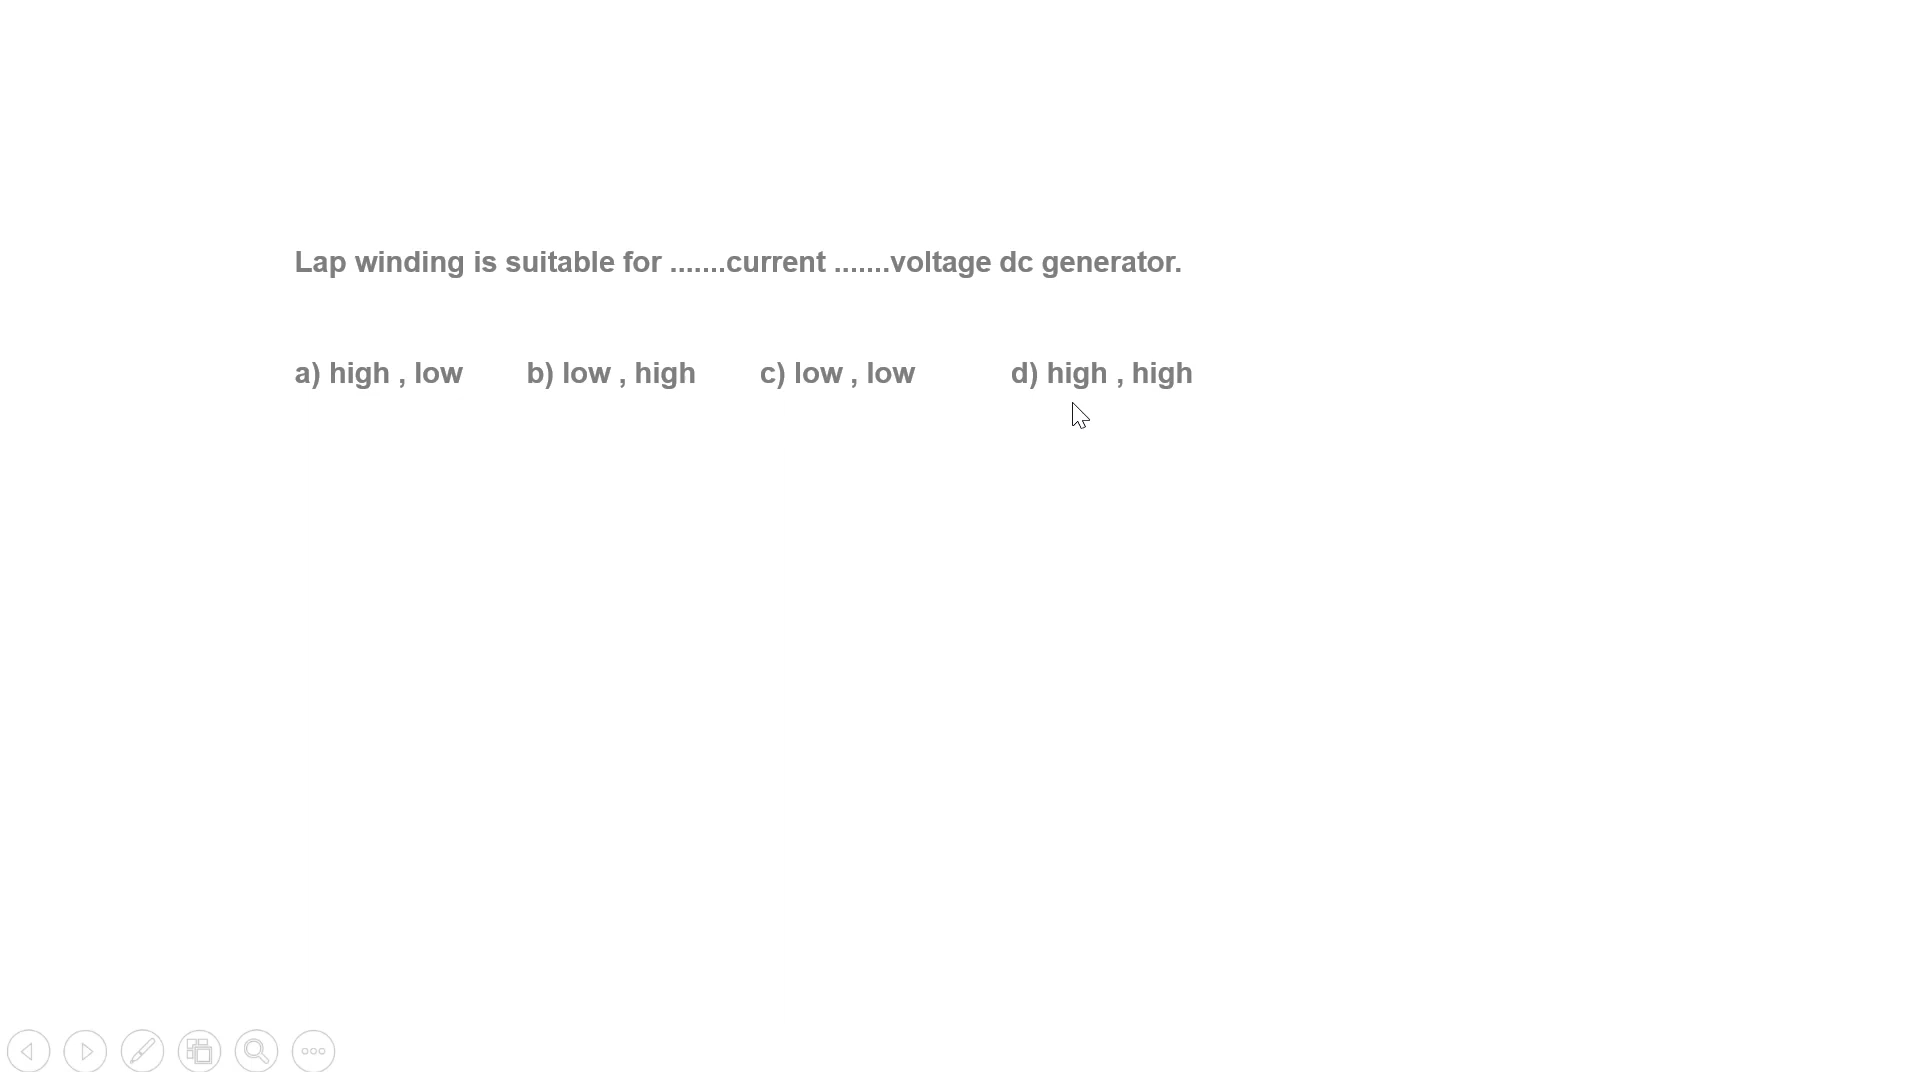 Lap winding is suitable for .......current .......voltage dc generator.
a) high , low b) low , high c) low , low d) high , high